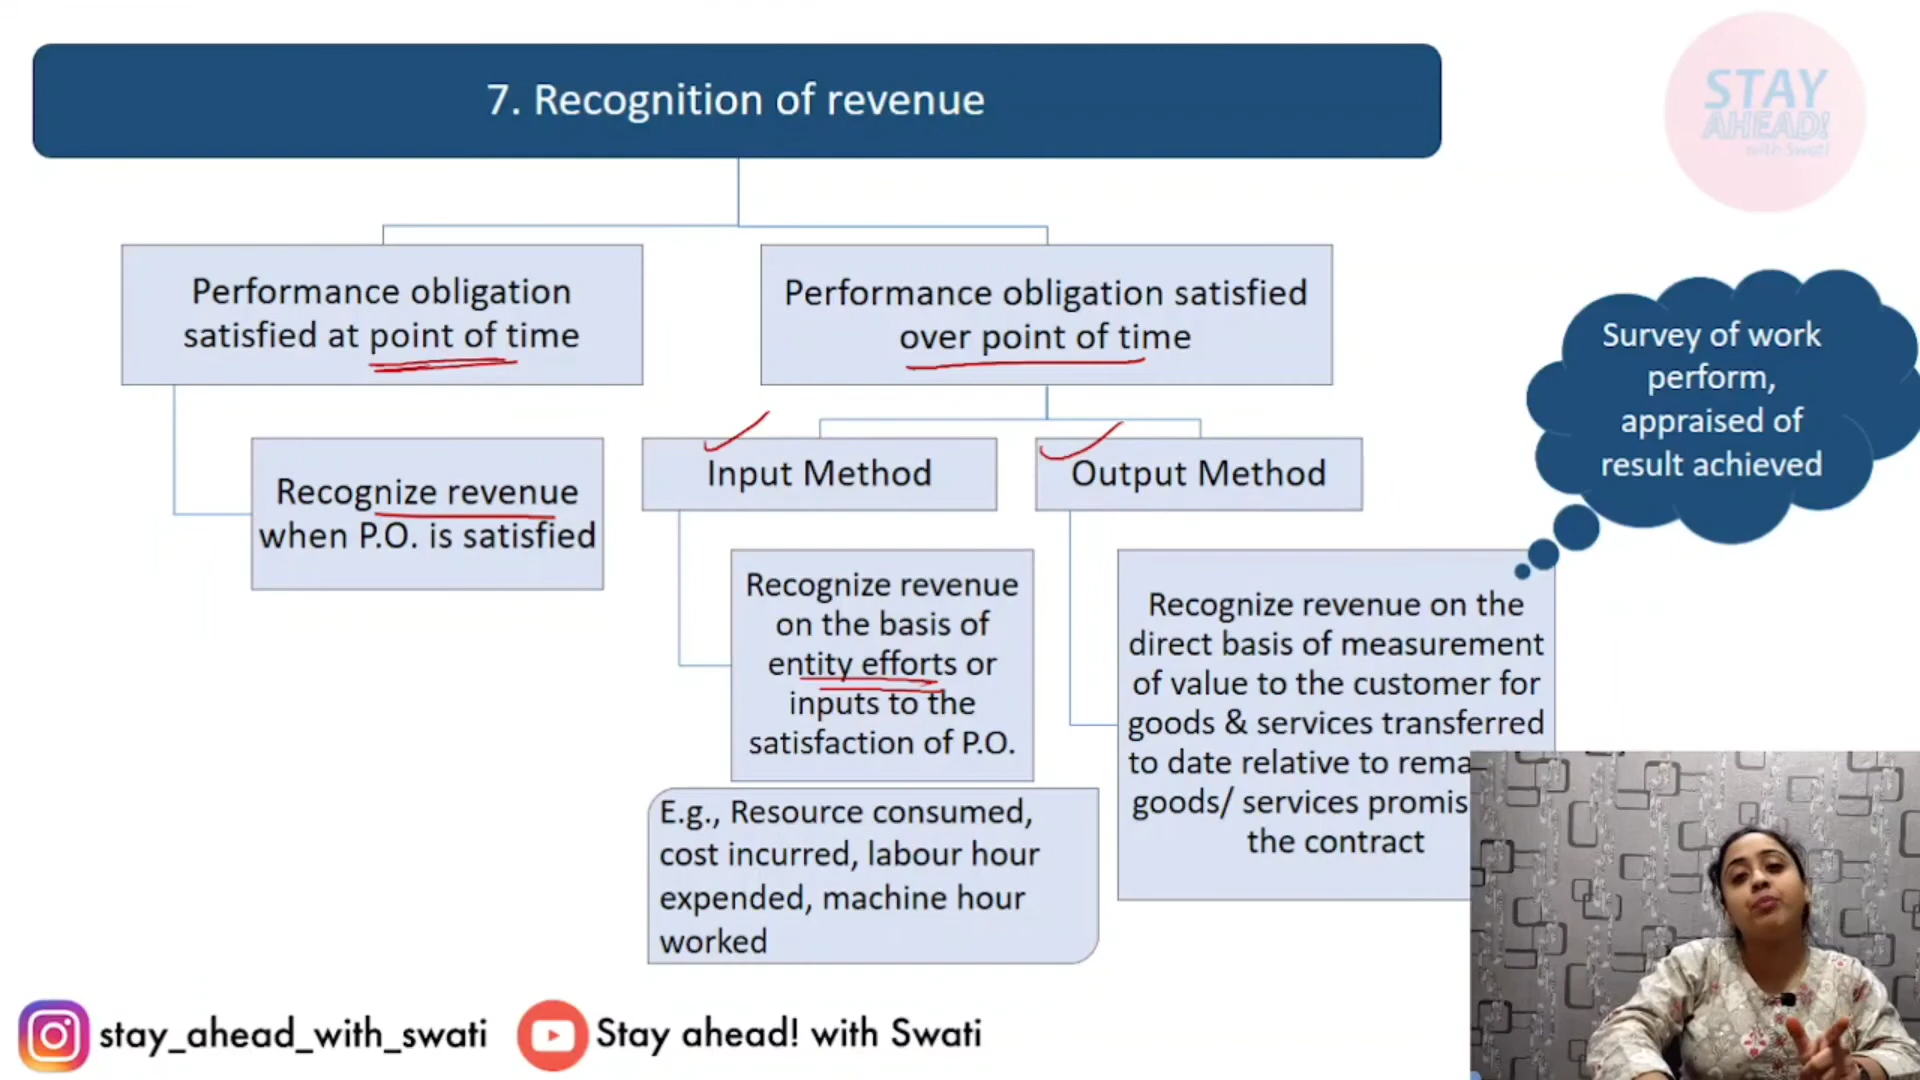 7. Recognition of revenue
STAY
AHEAD!
with Swati
Performance obligation
satisfied at point of time
Performance obligation satisfied
over point of time
Survey of work
perform,
appraised of
result achieved
Recognize revenue
when P.O. is satisfied
Input Method
Output Method
Recognize revenue
on the basis of
entity efforts or
inputs to the
satisfaction of P.O.
Recognize revenue on the
direct basis of measurement
of value to the customer for
goods & services transferred
to date relative to
goods/ services
the contract
E.g., Resource consumed,
cost incurred, labour hour
expended, machine hour
worked
stay_ahead_with_swati
Stay ahead! with Swati